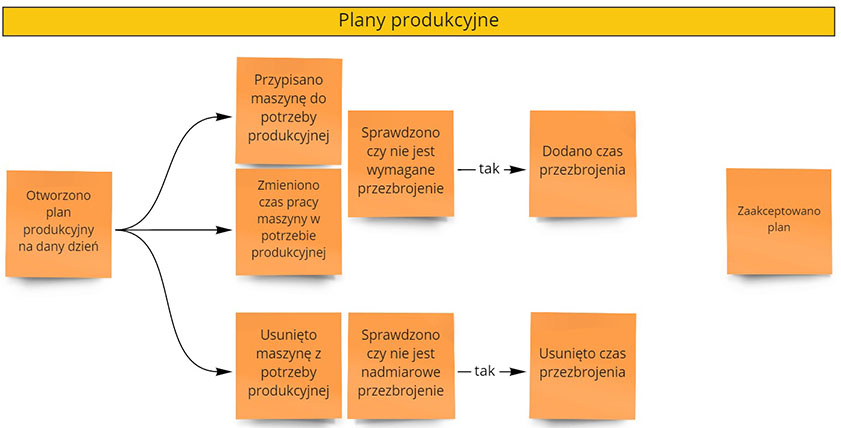 Plany produkcyjne
Otworzono
plan
produkcyjny
na dany dzień
Przypisano
maszynę do
potrzeby
produkcyjnej
Zmieniono
czas pracy
maszyny w
potrzebie
produkcyjnej
Sprawdzono
czy nie jest
wymagane
przezbrojenie
tak
Dodano czas
przezbrojenia
Usunięto
maszynę z
potrzeby
produkcyjnej
Sprawdzono
czy nie jest
nadmiarowe
przezbrojenie
tak
Usunięto czas
przezbrojenia
Zaakceptowano
plan